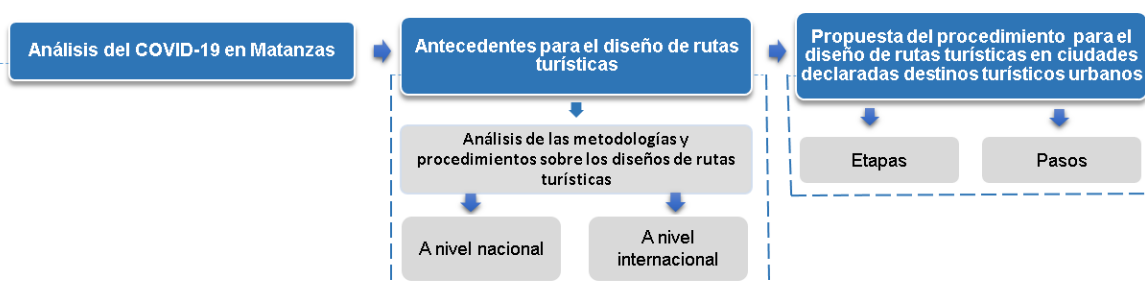 Análisis del COVID-19 en Matanzas
Antecedentes para el diseño de rutas
turísticas
Propuesta del procedimiento para el
diseño de rutas turísticas en ciudades
declaradas destinos turísticos urbanos
Análisis de las metodologías y
procedimientos sobre los diseños de rutas
turísticas
Etapas
Pasos
A nivel nacional
A nivel
internacional